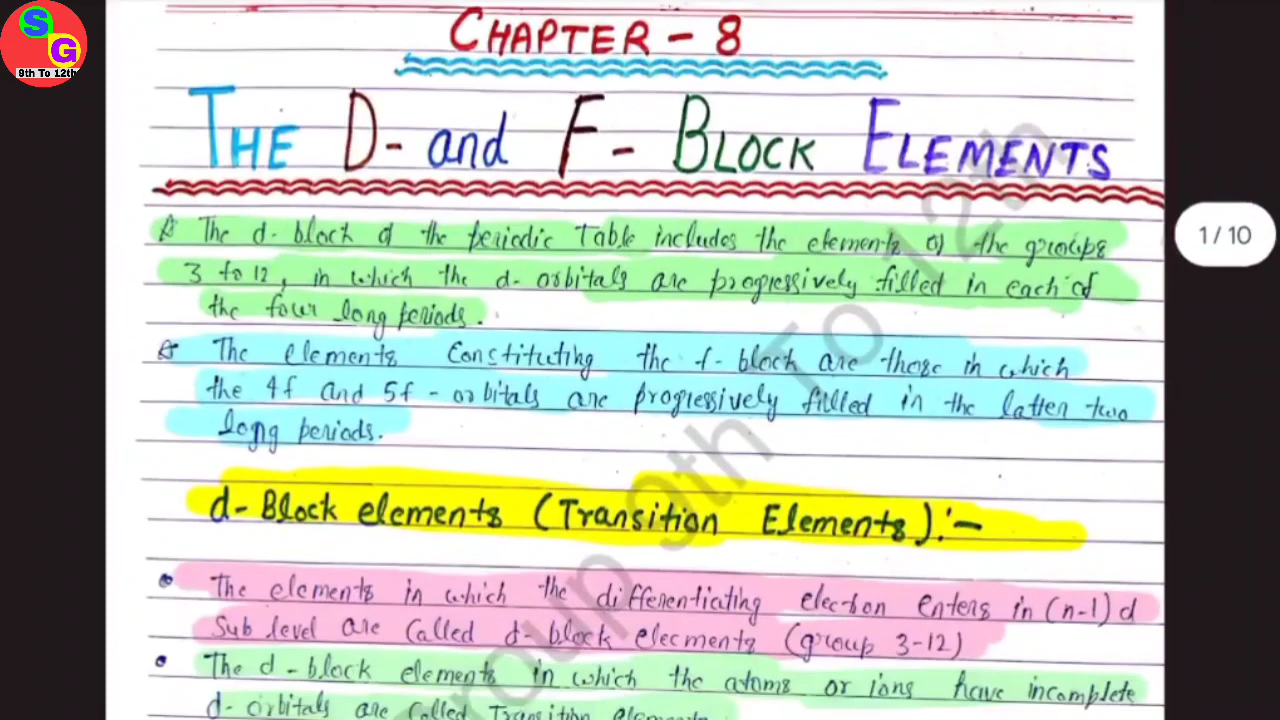 S
G
9th To 12th
CHAPTER - 8
THE D- and F- BLOCK ELEMENTS
1 / 10
The d-block of the periodic Table includes the elements of the groups
3 to 12, in which the d-orbitals are progressively filled in each of
the four long periods.
The elements constituting the f-block are those in which
the 4f and 5f-orbitals are progressively filled in the latter two
long periods.
d-Block elements (Transition Elements):-
The elements in which the differentiating electron enters in (n-1)d
Sub level are called d-block elecments (group 3-12)
The d-block elements in which the atoms or ions have incomplete
d-orbitals are called Transition elements
Group 9th To 12th